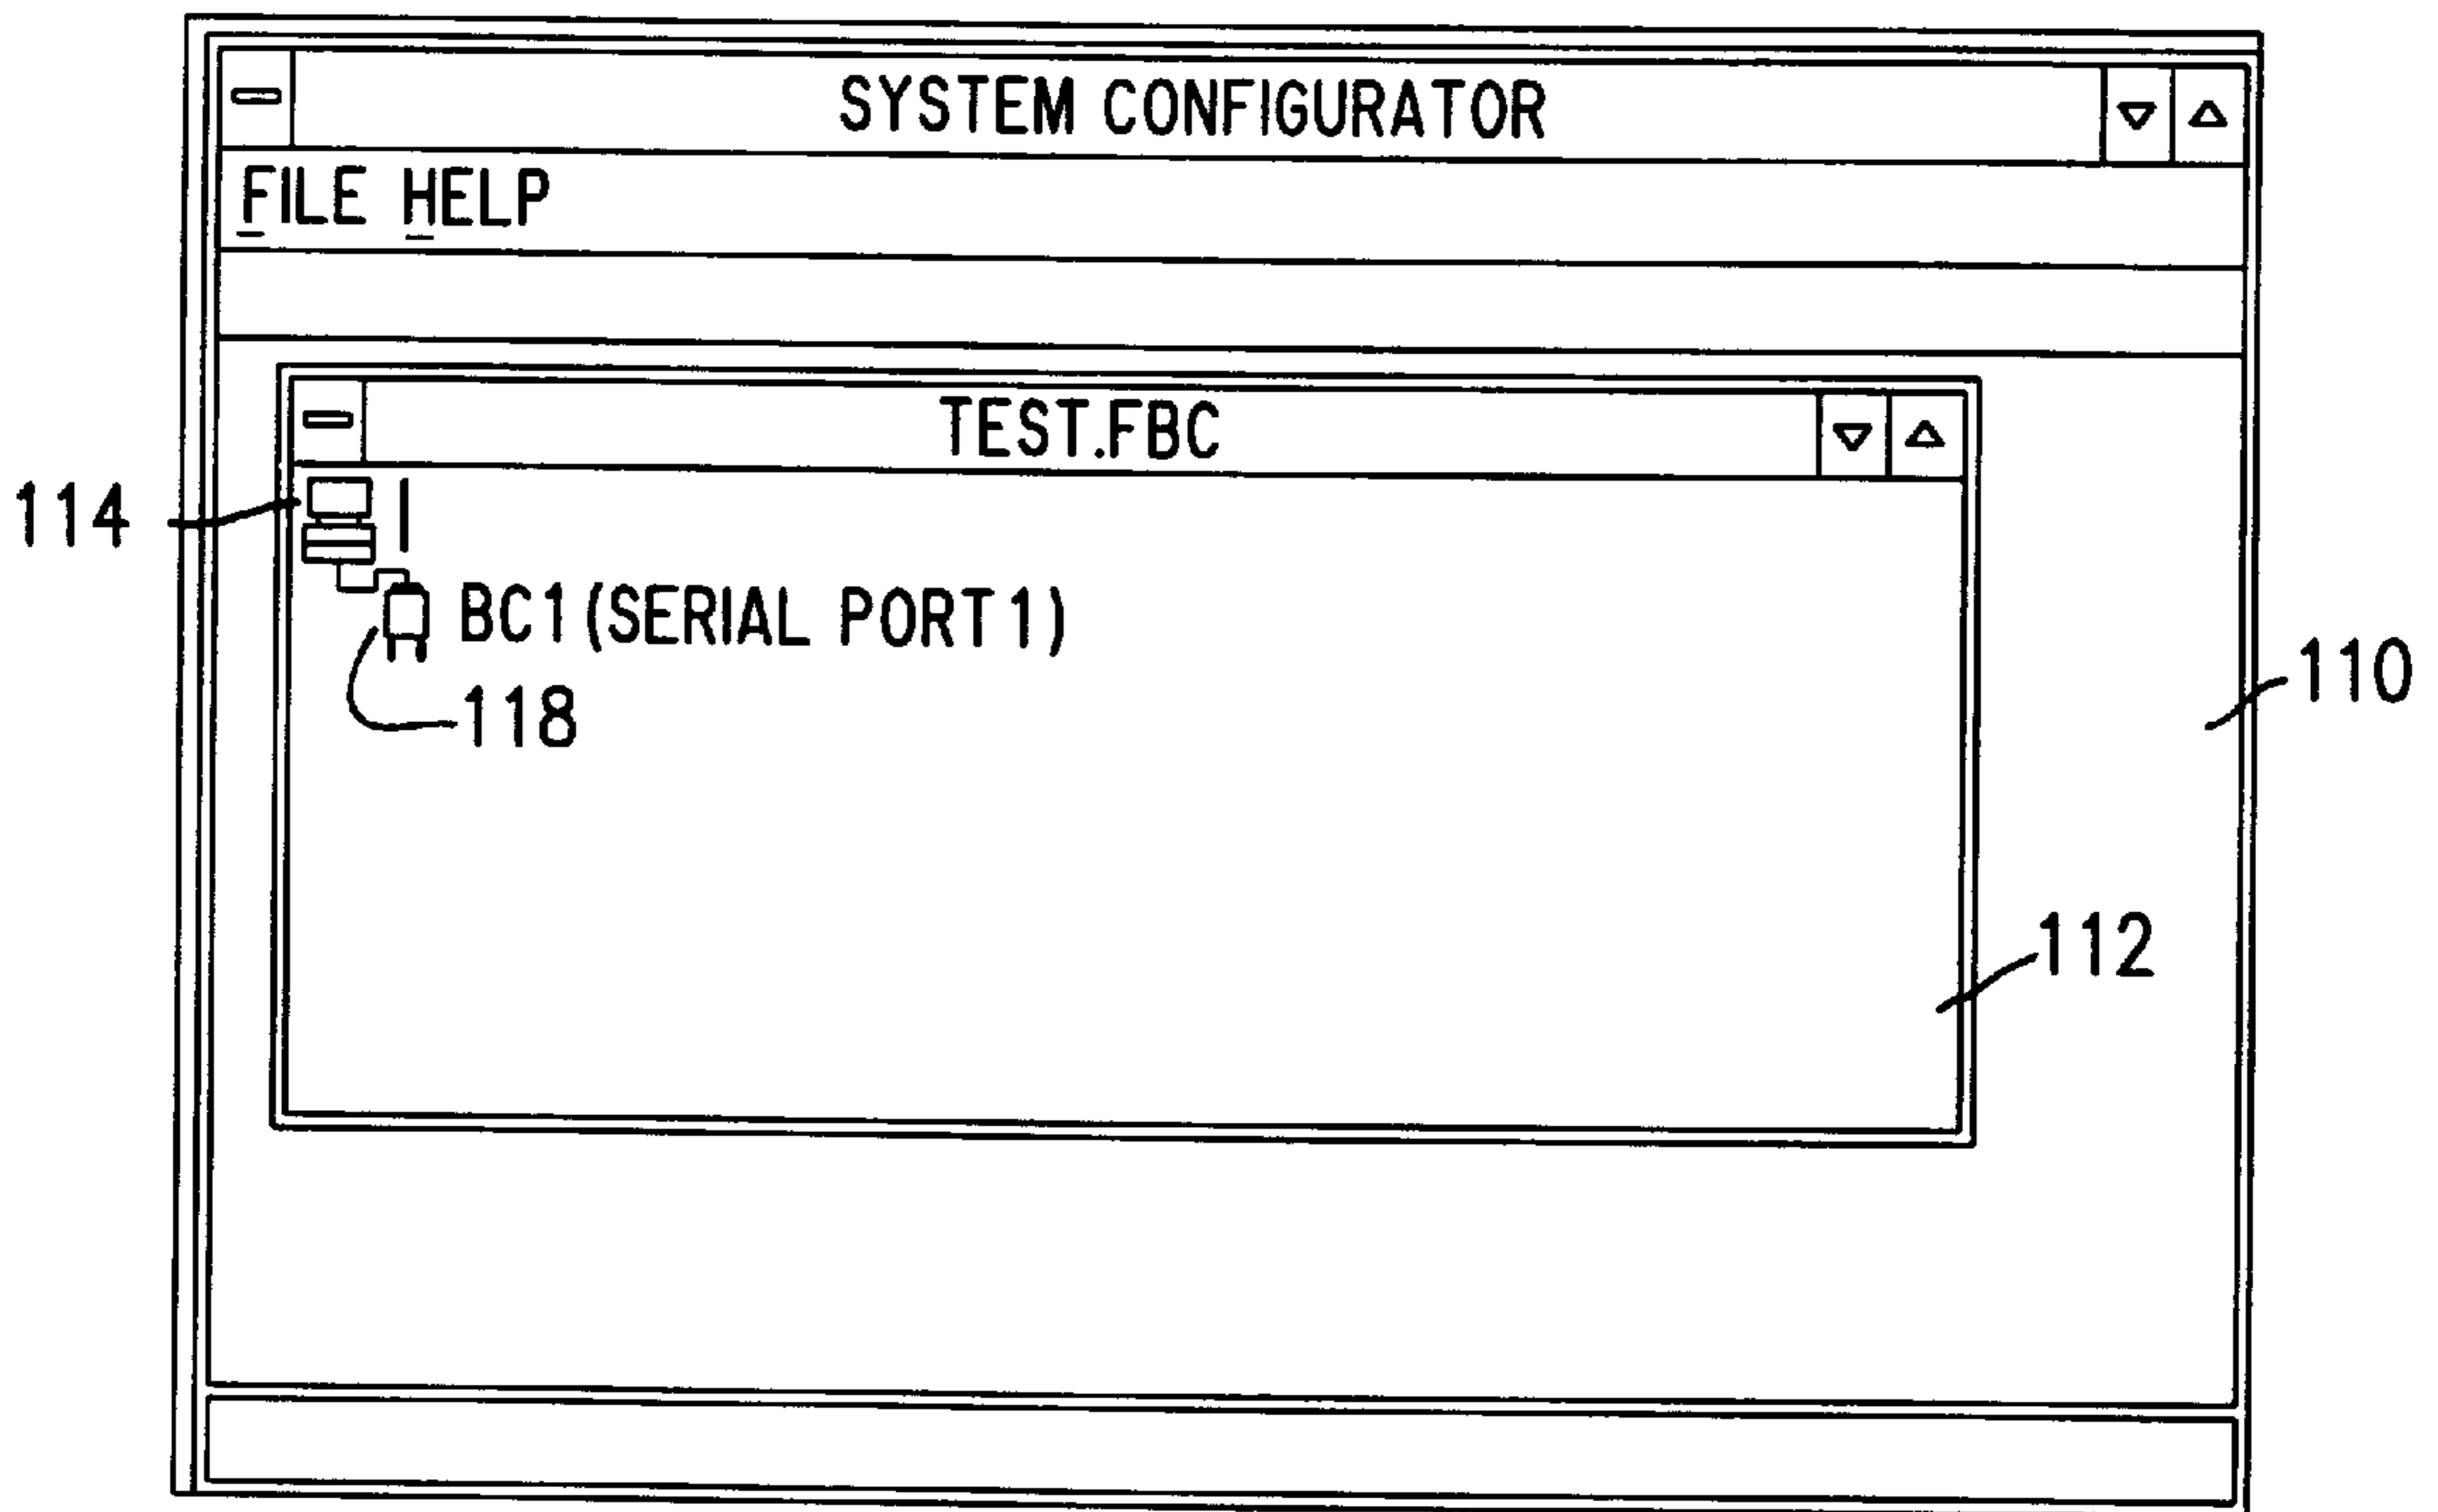 SYSTEM CONFIGURATOR
FILE HELP
TEST.FBC
114
BC1 (SERIAL PORT 1)
118
110
112